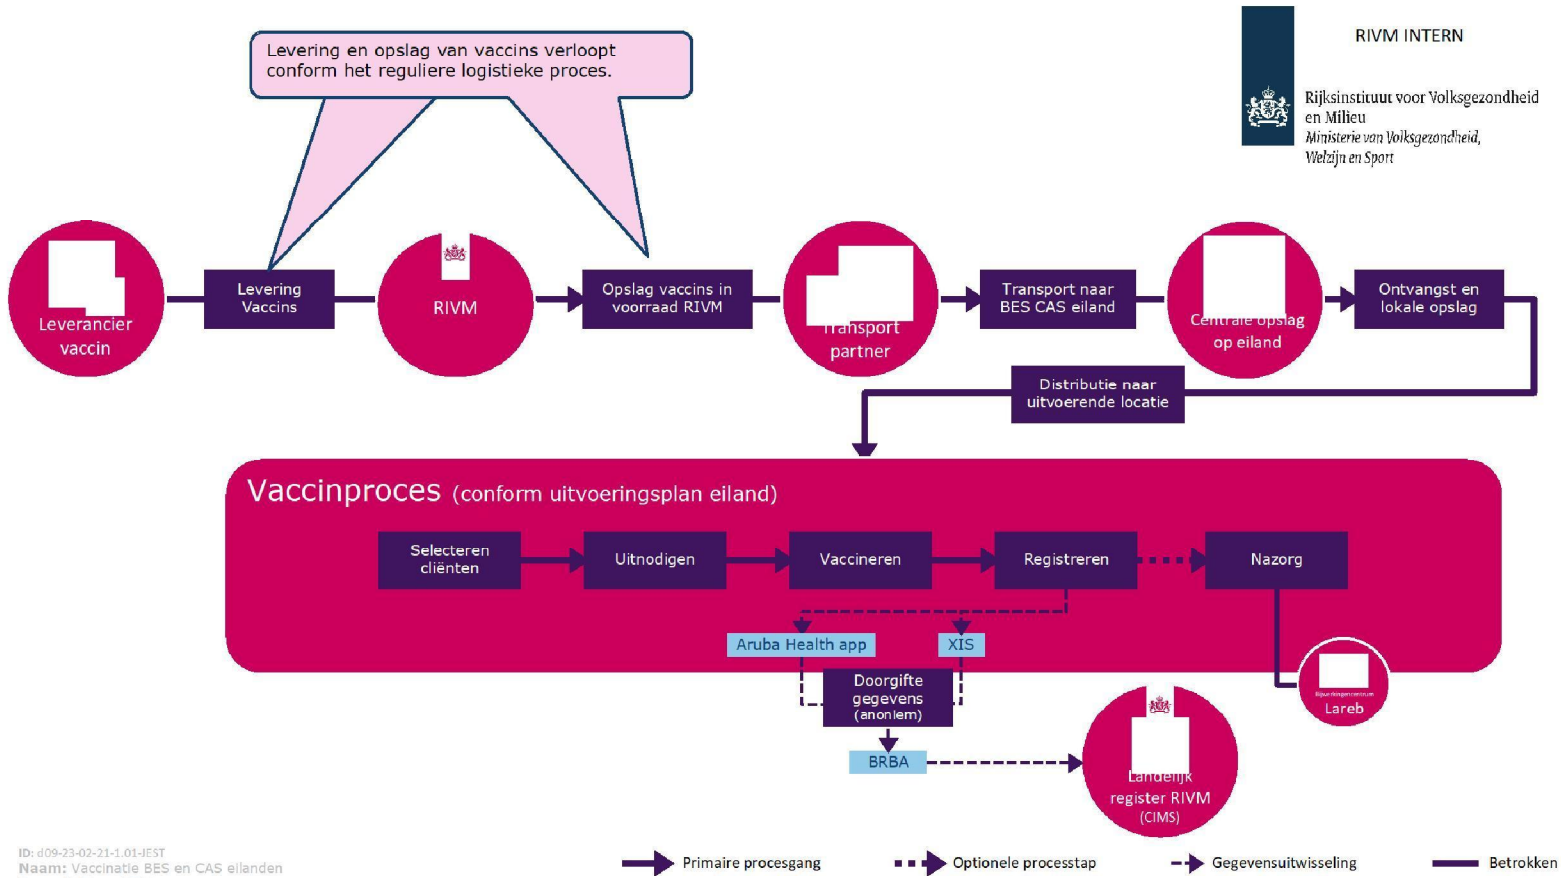 RIVM INTERN
Rijksinstituut voor Volksgezondheid
en Milieu
Ministerie van Volksgezondheid,
Welzijn en Sport
Levering en opslag van vaccins verloopt
conform het reguliere logistieke proces.
Leverancier
vaccin
Levering
Vaccins
RIVM
Opslag vaccins in
voorraad RIVM
Transport
partner
Transport naar
BES CAS eiland
Centrale opslag
op eiland
Ontvangst en
lokale opslag
Distributie naar
uitvoerende locatie
Vaccinproces (conform uitvoeringsplan eiland)
Selecteren
cliënten
Uitnodigen
Vaccineren
Registreren
Nazorg
Aruba Health app
XIS
Doorgifte
gegevens
(anoniem)
BRBA
Bijwerkingencentrum
Lareb
Landelijk
register RIVM
(CIMS)
ID: d09-23-02-21-1.01-JEST
Naam: Vaccinatie BES en CAS eilanden
Primaire procesgang
Optionele processtap
Gegevensuitwisseling
Betrokken